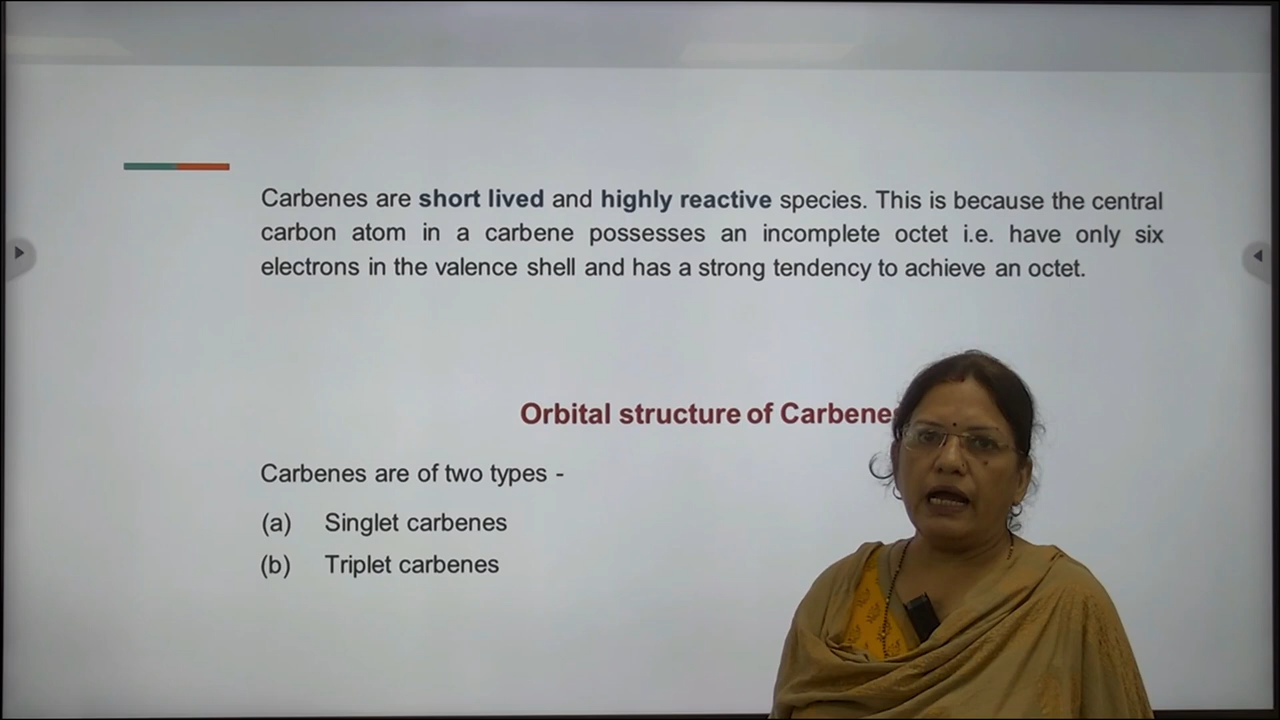 Carbenes are short lived and highly reactive species. This is because the central
carbon atom in a carbene possesses an incomplete octet i.e. have only six
electrons in the valence shell and has a strong tendency to achieve an octet.
Orbital structure of Carbene
Carbenes are of two types -
(a) Singlet carbenes
(b) Triplet carbenes